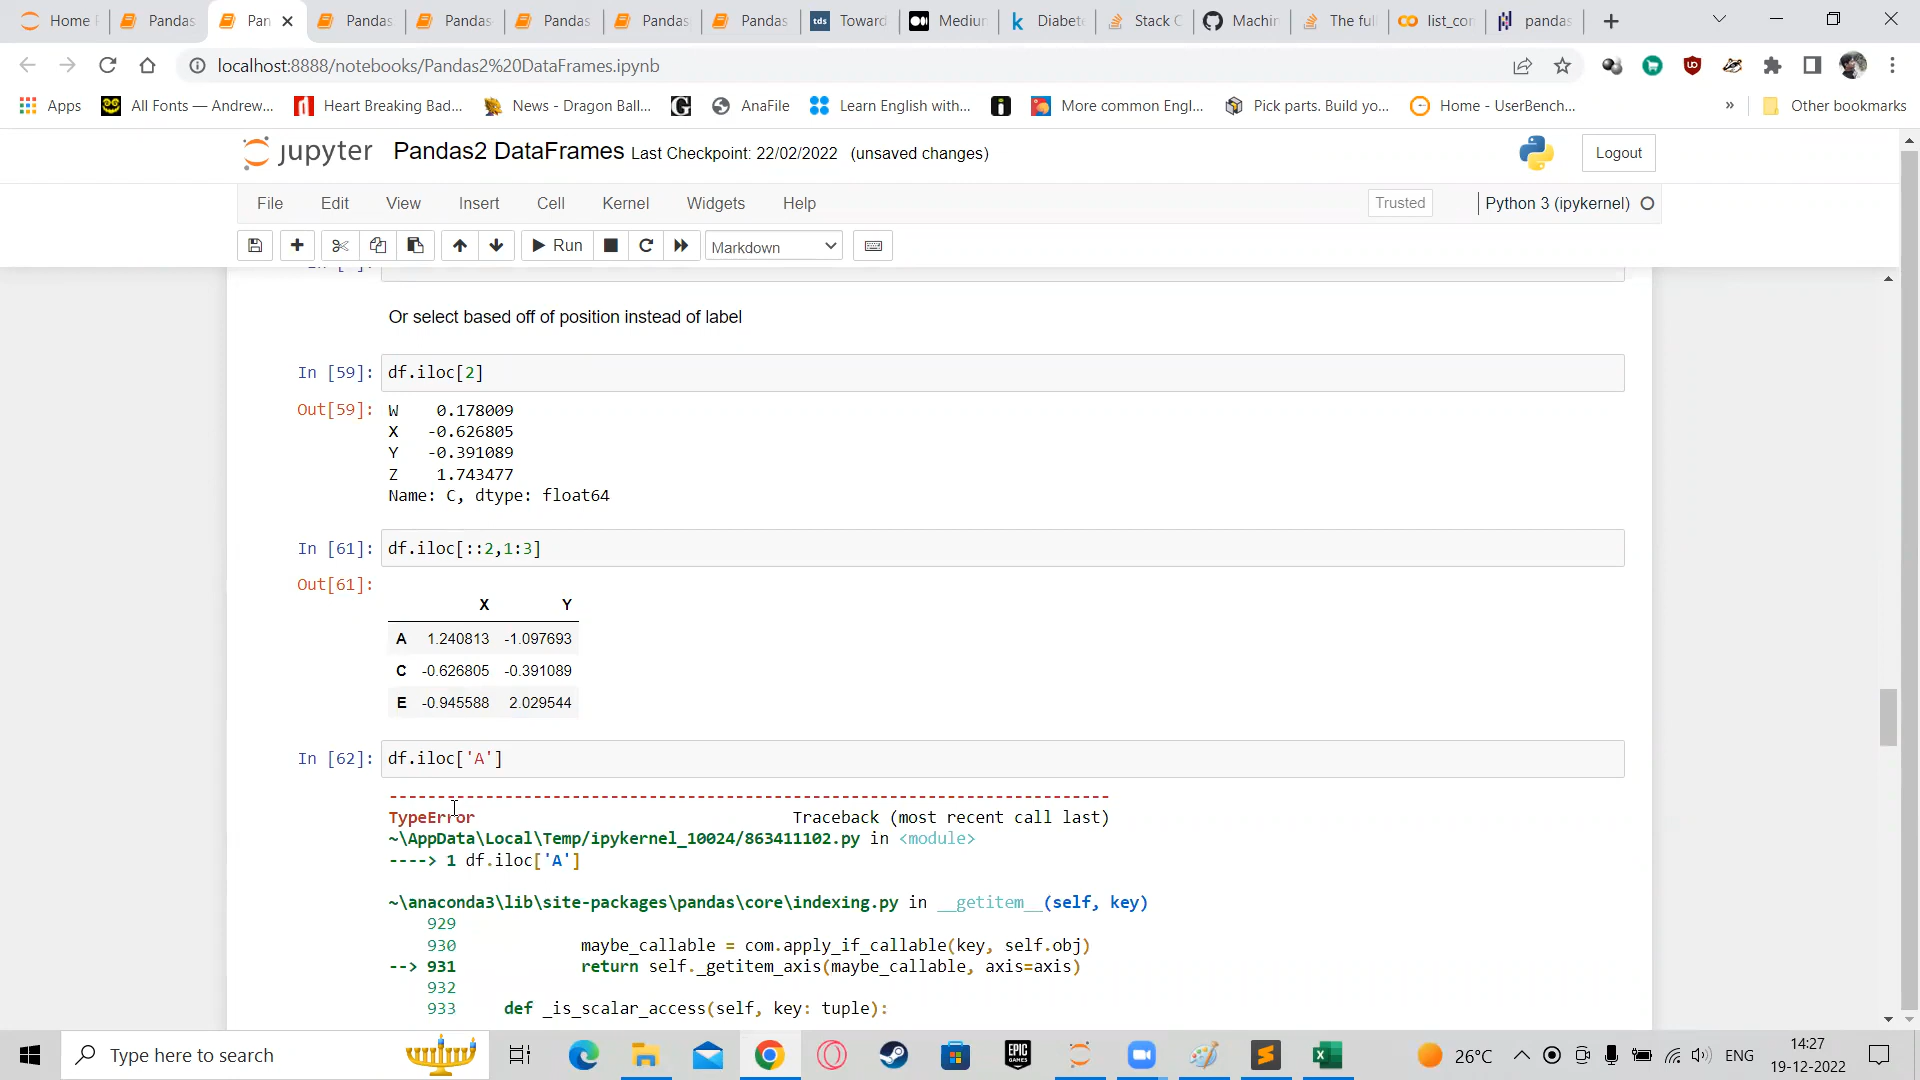 Home
Pandas
Pan
Pandas
Pandas
Pandas
Pandas
Pandas
tds Toward
Medium
k Diabet
Stack O
Machin
The full
list_con
pandas
localhost:8888/notebooks/Pandas2%20DataFrames.ipynb
Apps
All Fonts — Andrew...
Heart Breaking Bad...
News - Dragon Ball...
G
AnaFile
Learn English with...
More common Engl...
Pick parts. Build yo...
Home - UserBench...
»
Other bookmarks
jupyter Pandas2 DataFrames Last Checkpoint: 22/02/2022 (unsaved changes)
Logout
File Edit View Insert Cell Kernel Widgets Help
Trusted
Python 3 (ipykernel)
Run
Markdown
Or select based off of position instead of label
In [59]: df.iloc[2]
Out[59]: W 0.178009
X -0.626805
Y -0.391089
Z 1.743477
Name: C, dtype: float64
In [61]: df.iloc[::2,1:3]
Out[61]:
X Y
A 1.240813 -1.097693
C -0.626805 -0.391089
E -0.945588 2.029544
In [62]: df.iloc['A']
---------------------------------------------------------------------------
TypeError Traceback (most recent call last)
~\AppData\Local\Temp/ipykernel_10024/863411102.py in <module>
----> 1 df.iloc['A']
~\anaconda3\lib\site-packages\pandas\core\indexing.py in __getitem__(self, key)
929
930 maybe_callable = com.apply_if_callable(key, self.obj)
--> 931 return self._getitem_axis(maybe_callable, axis=axis)
932
933 def _is_scalar_access(self, key: tuple):
Type here to search
EPIC GAMES
26°C
ENG
14:27
19-12-2022